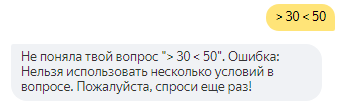 > 30 < 50
Не поняла твой вопрос "> 30 < 50". Ошибка:
Нельзя использовать несколько условий в
вопросе. Пожалуйста, спроси еще раз!